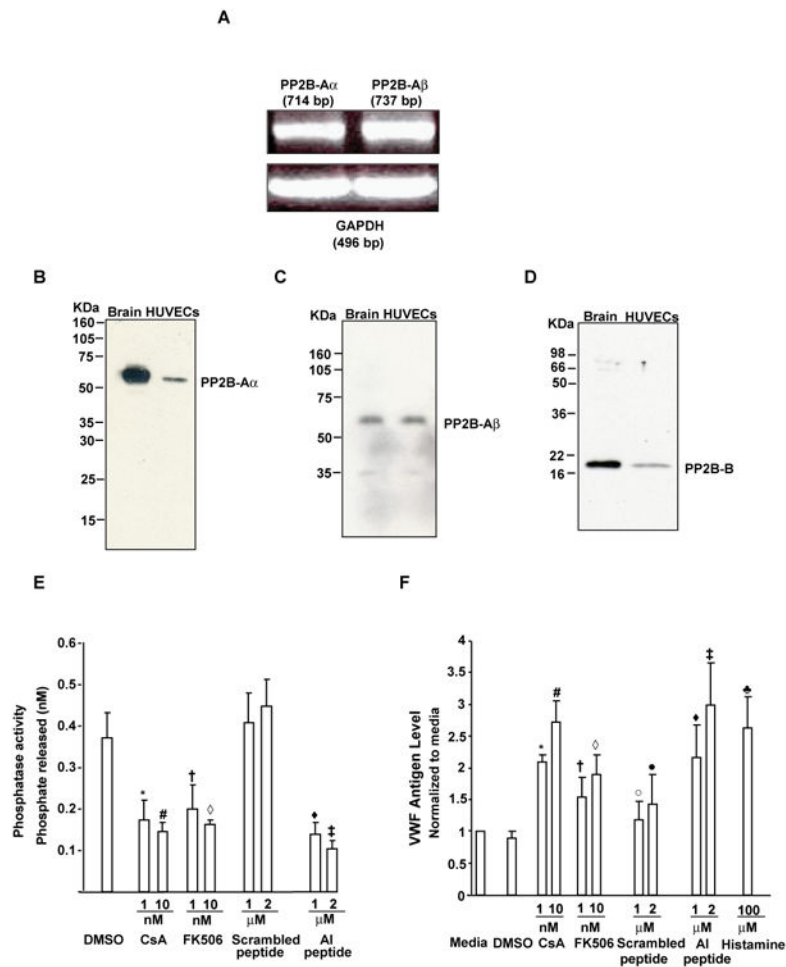 A
PP2B-Aα PP2B-Aβ
(714 bp) (737 bp)
GAPDH
(496 bp)
B
KDa Brain HUVECs
160
105
75
50
35
30
25
15
PP2B-Aα
C
KDa Brain HUVECs
160
105
75
50
35
PP2B-Aβ
D
KDa Brain HUVECs
98
66
50
36
22
16
PP2B-B
E
Phosphatase activity
Phosphate released (nM)
0.6
0.5
0.4
0.3
0.2
0.1
* # † ◊ ♦ ‡
1 10 1 10 1 2 1 2
nM nM µM µM
DMSO CsA FK506 Scrambled AI
peptide peptide
F
VWF Antigen Level
Normalized to media
4
3.5
3
2.5
2
1.5
1
0.5
0
* # † ◊ ○ ● ♦ ‡ ♣
1 10 1 10 1 2 1 2 100
nM nM µM µM µM
Media DMSO CsA FK506 Scrambled AI Histamine
peptide peptide